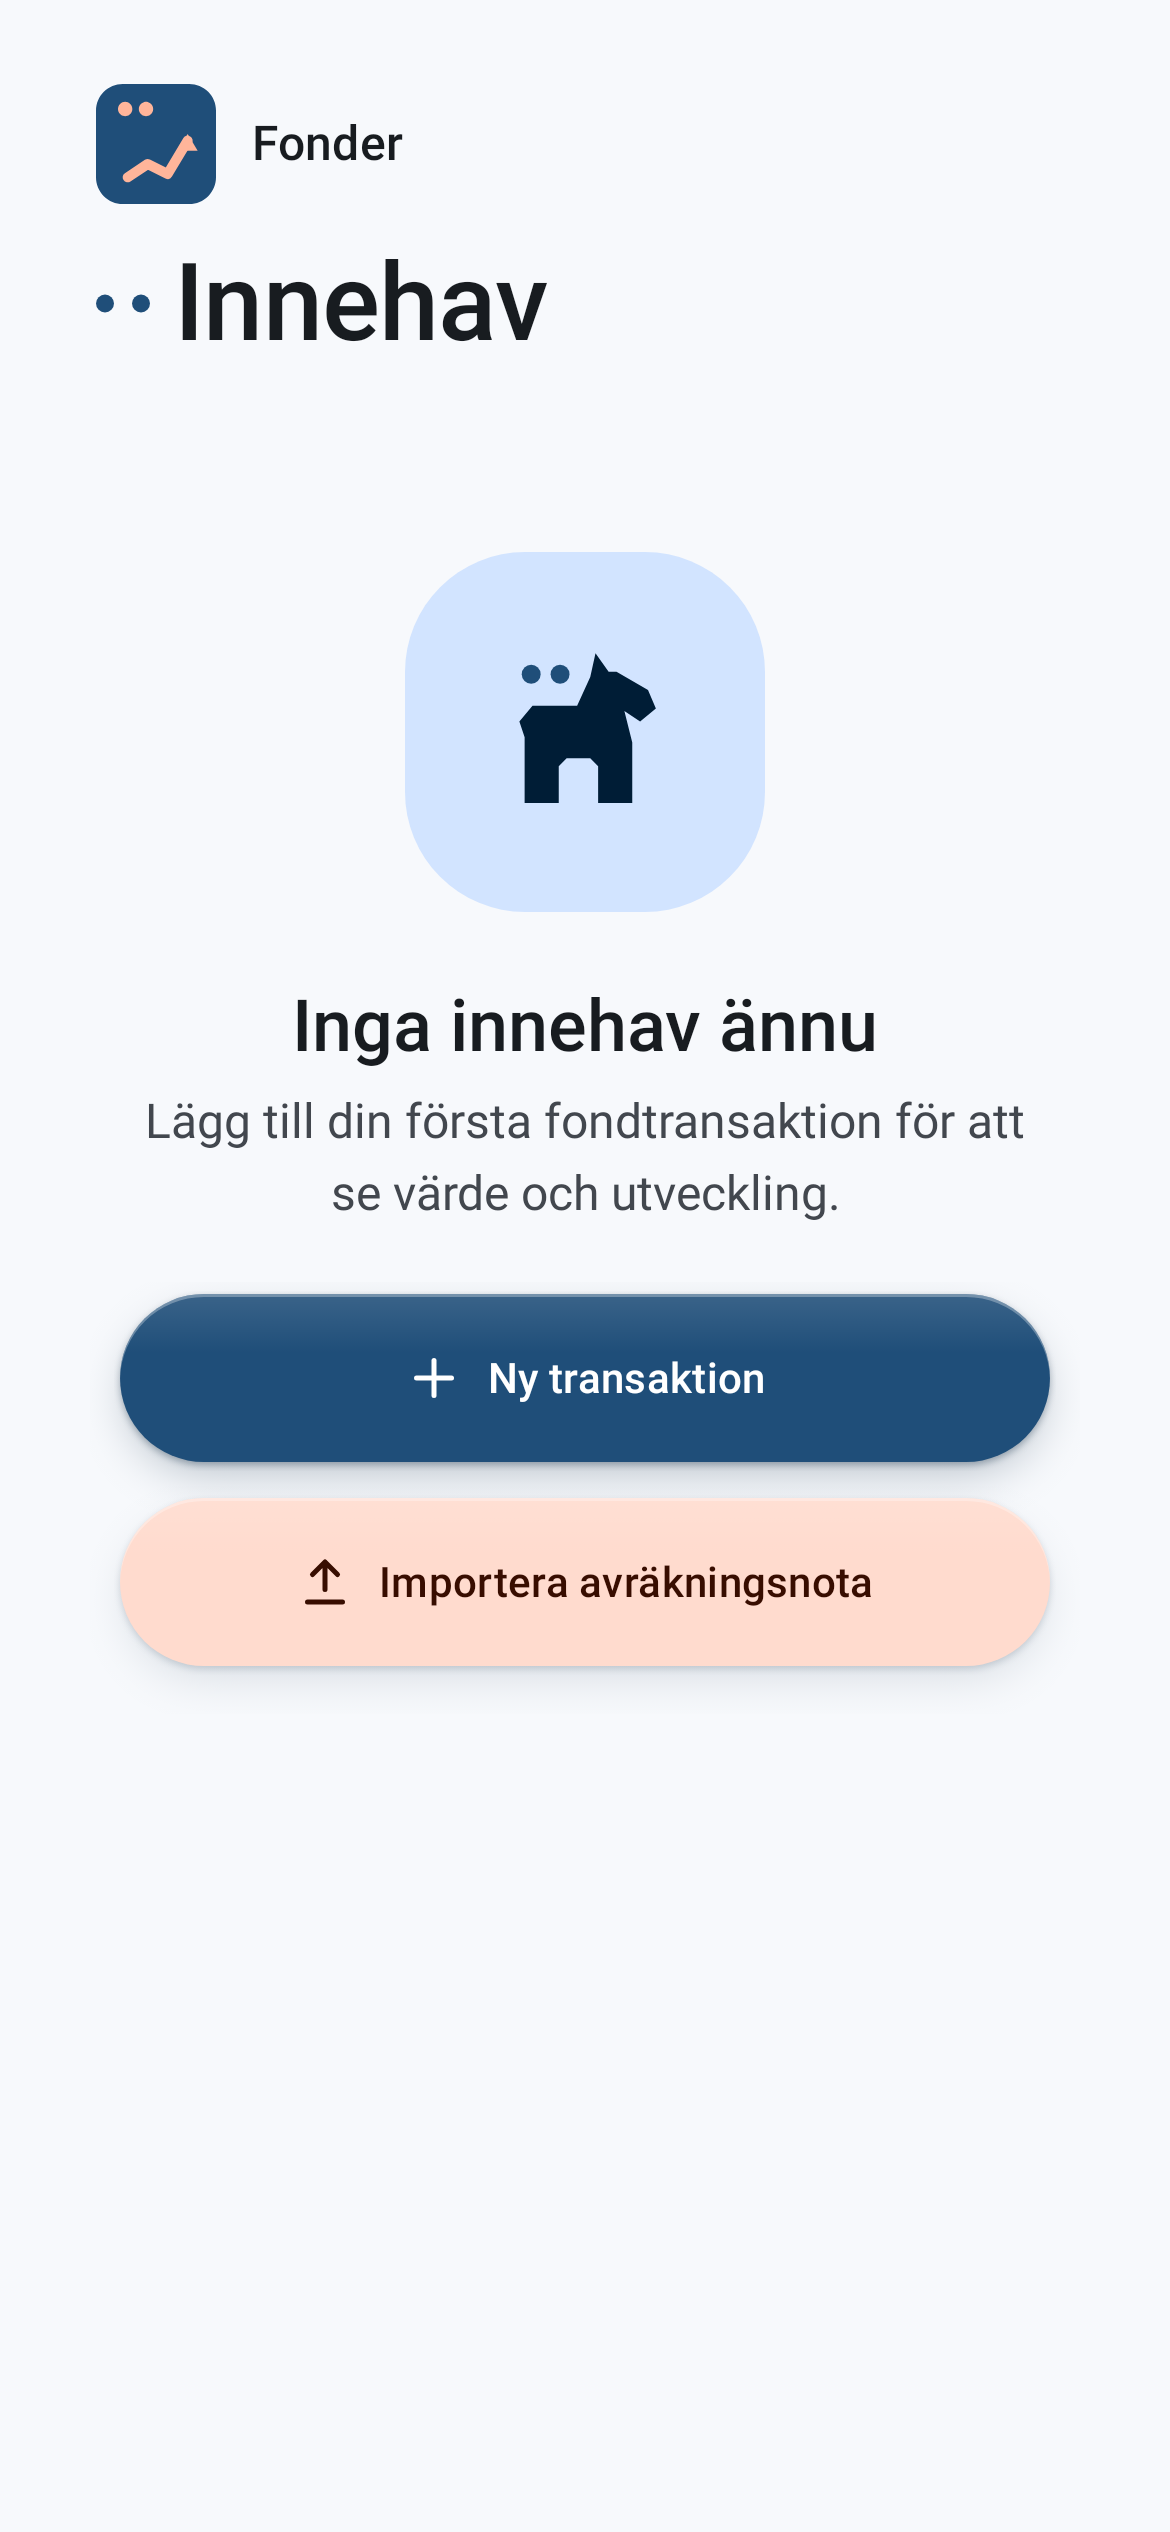 Fonder
Innehav
Inga innehav ännu
Lägg till din första fondtransaktion för att
se värde och utveckling.
Ny transaktion
Importera avräkningsnota